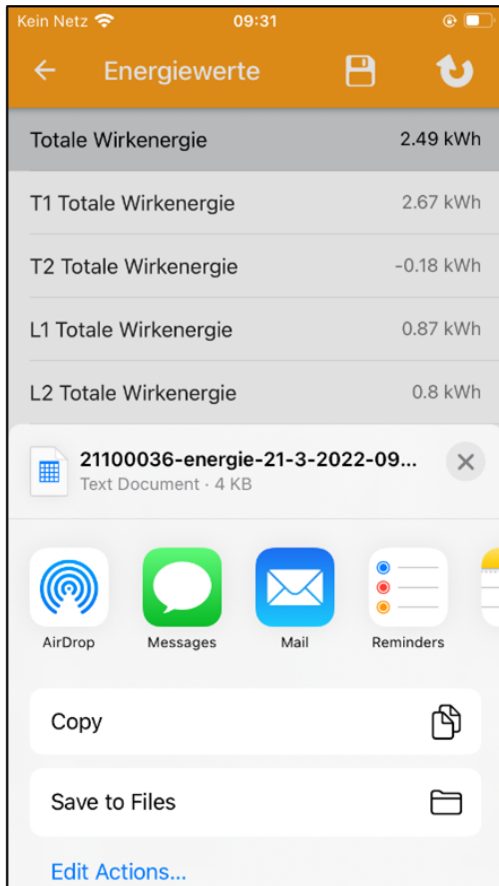 Kein Netz 09:31
Energiewerte
Totale Wirkenergie 2.49 kWh
T1 Totale Wirkenergie 2.67 kWh
T2 Totale Wirkenergie -0.18 kWh
L1 Totale Wirkenergie 0.87 kWh
L2 Totale Wirkenergie 0.8 kWh
21100036-energie-21-3-2022-09...
Text Document · 4 KB
AirDrop Messages Mail Reminders
Copy
Save to Files
Edit Actions...